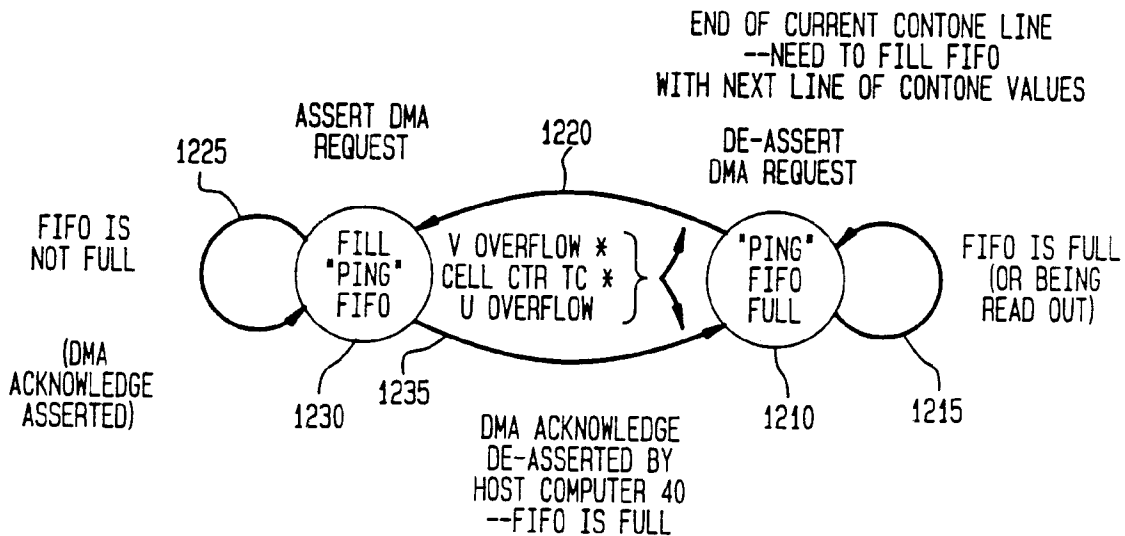 END OF CURRENT CONTONE LINE
--NEED TO FILL FIFO
WITH NEXT LINE OF CONTONE VALUES
ASSERT DMA
REQUEST
1220
DE-ASSERT
DMA REQUEST
1225
FIFO IS
NOT FULL
FILL
"PING"
FIFO
V OVERFLOW *
CELL CTR TC *
U OVERFLOW
"PING"
FIFO
FULL
FIFO IS FULL
(OR BEING
READ OUT)
(DMA
ACKNOWLEDGE
ASSERTED)
1230
1235
1210
1215
DMA ACKNOWLEDGE
DE-ASSERTED BY
HOST COMPUTER 40
--FIFO IS FULL